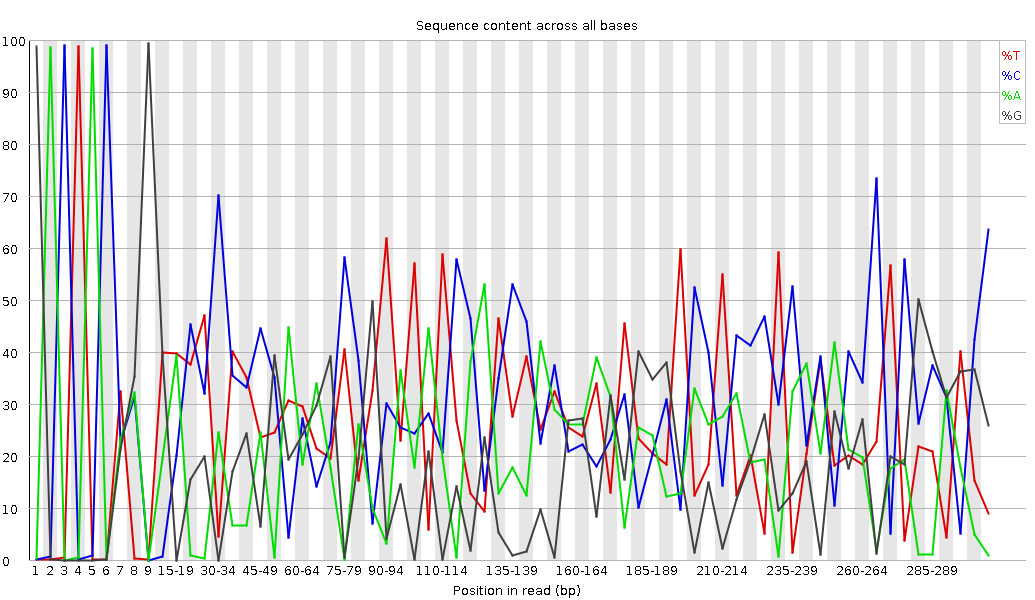 Sequence content across all bases
100
90
80
70
60
50
40
30
20
10
0
%T
%C
%A
%G
1 2 3 4 5 6 7 8 9 15-19 30-34 45-49 60-64 75-79 90-94 110-114 135-139 160-164 185-189 210-214 235-239 260-264 285-289
Position in read (bp)